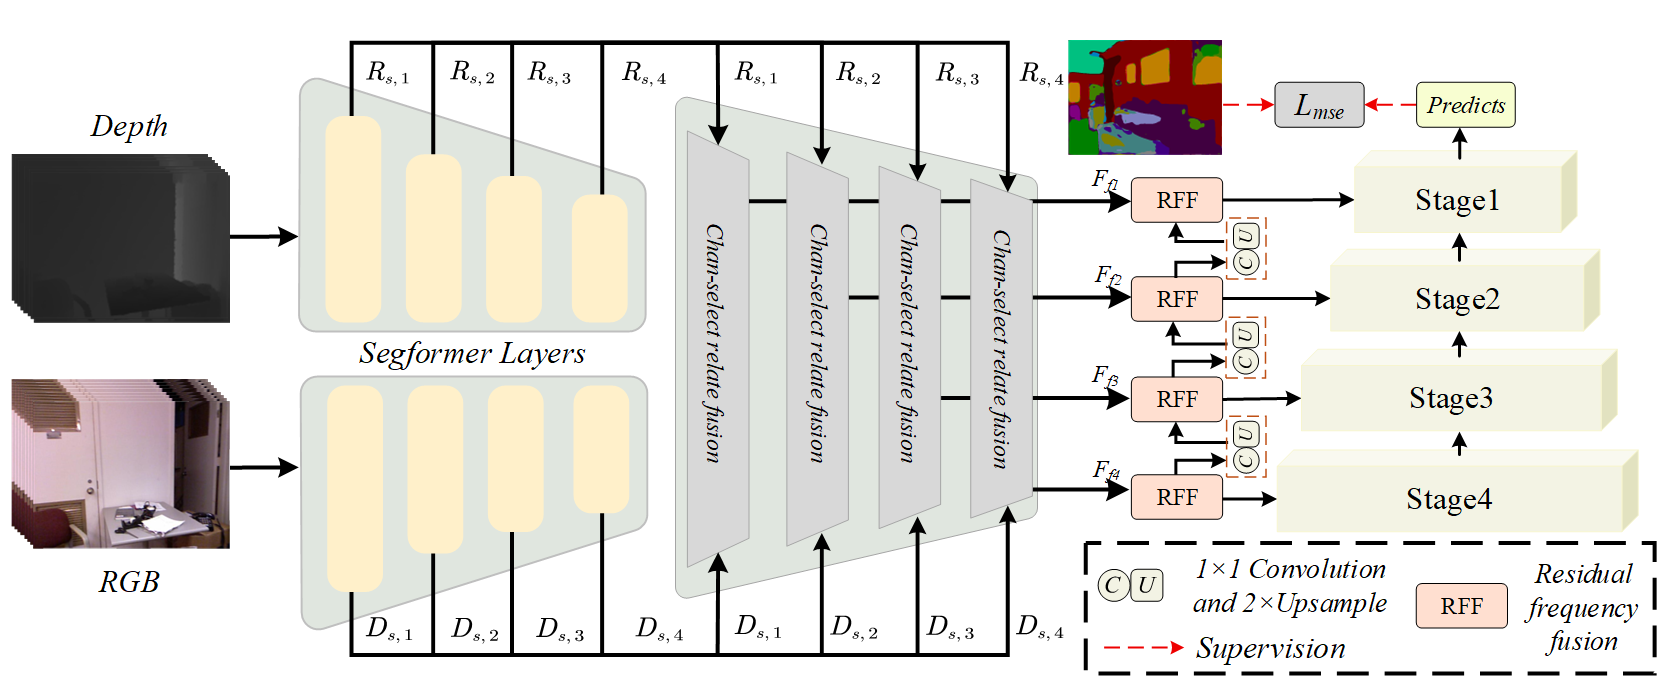 Depth
RGB
Segformer Layers
R_{s,1} R_{s,2} R_{s,3} R_{s,4} R_{s,1} R_{s,2} R_{s,3} R_{s,4}
D_{s,1} D_{s,2} D_{s,3} D_{s,4} D_{s,1} D_{s,2} D_{s,3} D_{s,4}
Chan-select relate fusion
Chan-select relate fusion
Chan-select relate fusion
Chan-select relate fusion
L_{mse}
Predicts
F_{f1}
RFF
Stage1
U
C
F_{f2}
RFF
Stage2
U
C
F_{f3}
RFF
Stage3
U
C
F_{f4}
RFF
Stage4
C U
1×1 Convolution
and 2×Upsample
Supervision
RFF
Residual
frequency
fusion